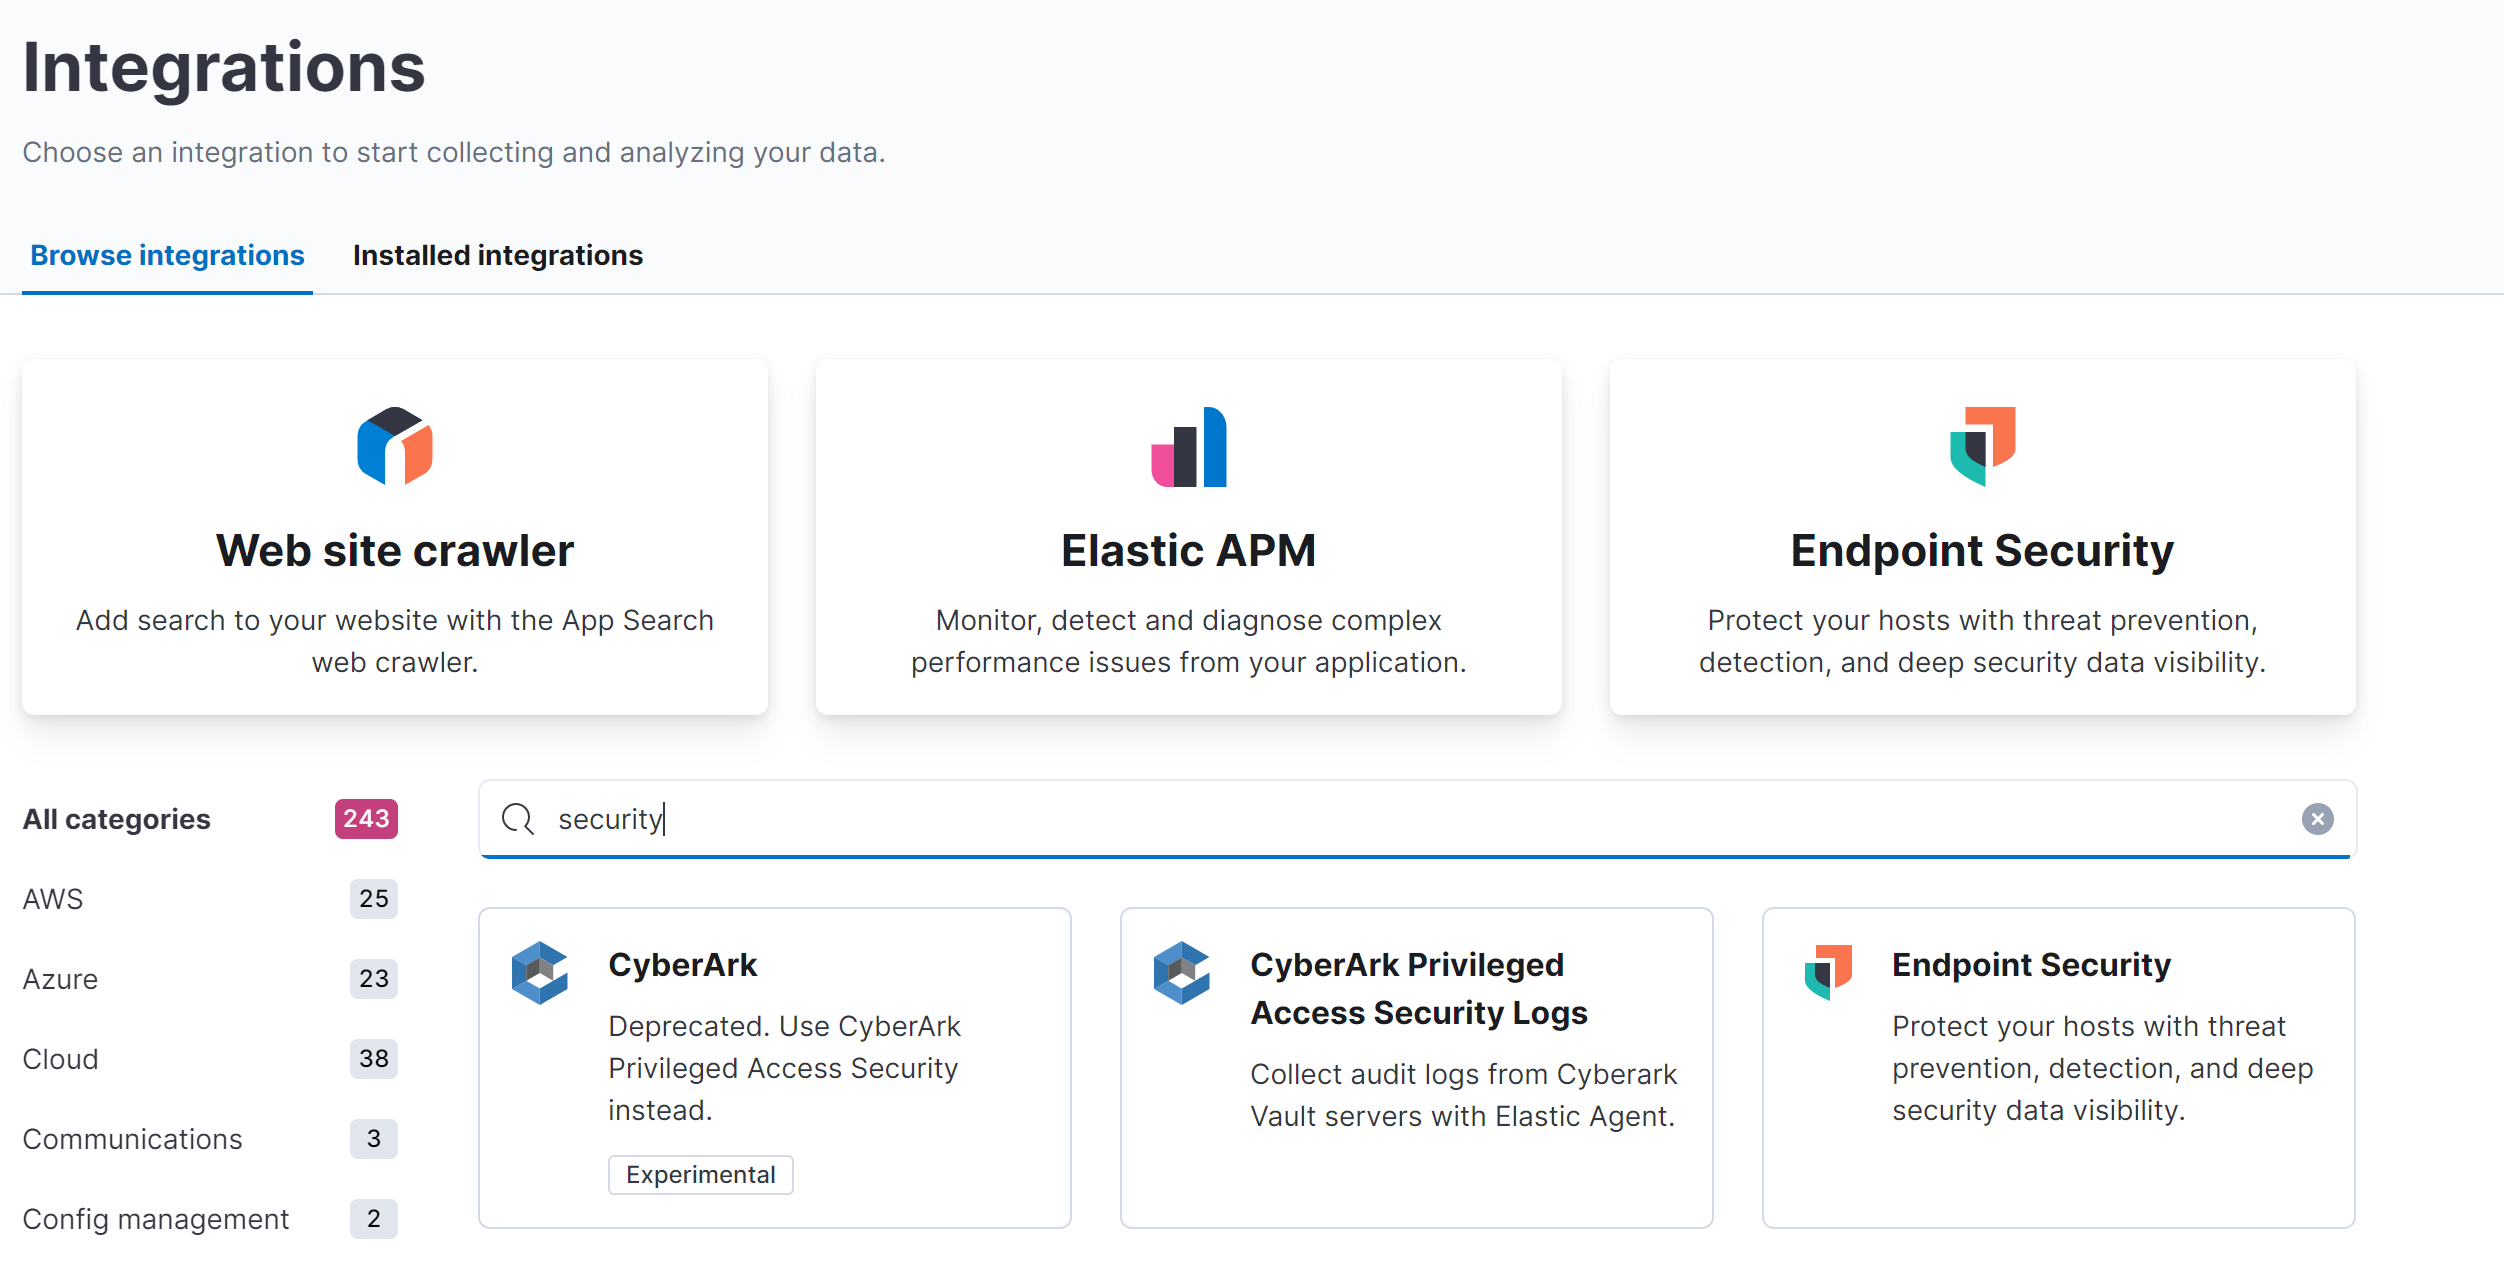 Integrations
Choose an integration to start collecting and analyzing your data.
Browse integrations
Installed integrations
Web site crawler
Add search to your website with the App Search
web crawler.
Elastic APM
Monitor, detect and diagnose complex
performance issues from your application.
Endpoint Security
Protect your hosts with threat prevention,
detection, and deep security data visibility.
All categories 243
AWS 25
Azure 23
Cloud 38
Communications 3
Config management 2
security
CyberArk
Deprecated. Use CyberArk
Privileged Access Security
instead.
Experimental
CyberArk Privileged
Access Security Logs
Collect audit logs from Cyberark
Vault servers with Elastic Agent.
Endpoint Security
Protect your hosts with threat
prevention, detection, and deep
security data visibility.